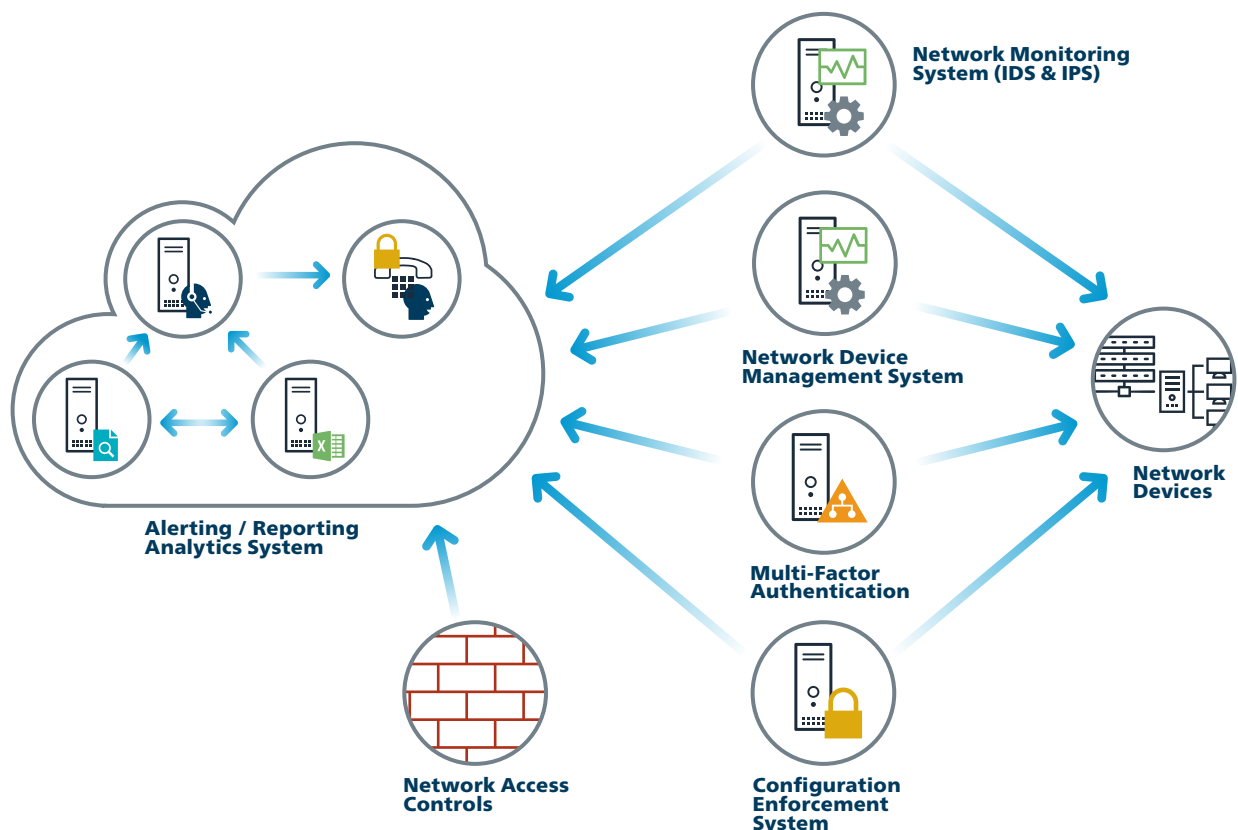 Network Monitoring
System (IDS & IPS)
Network Device
Management System
Network
Devices
Alerting / Reporting
Analytics System
Multi-Factor
Authentication
Network Access
Controls
Configuration
Enforcement
System
X